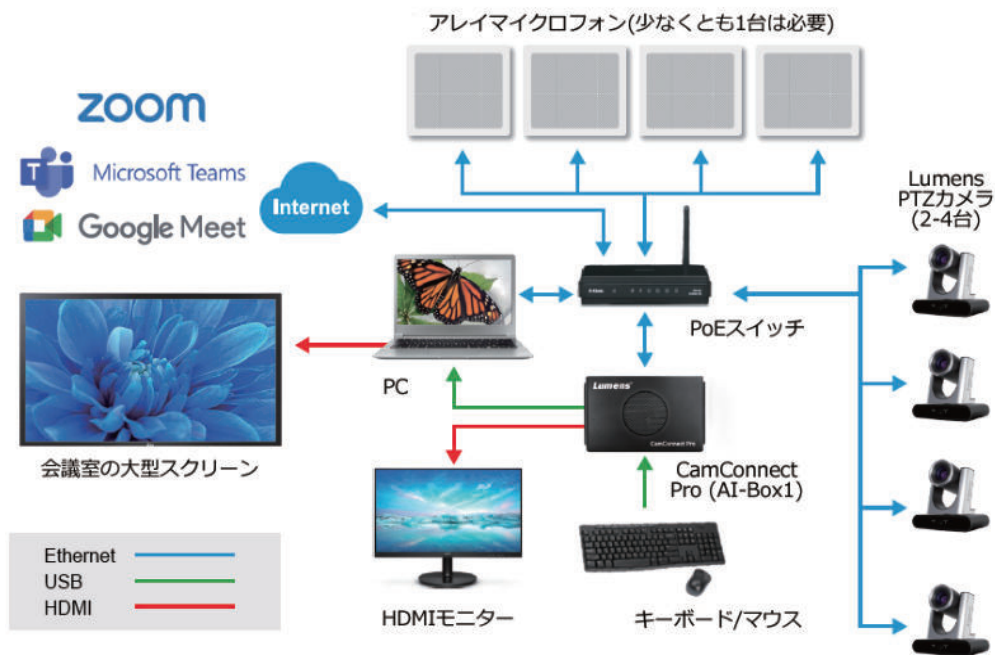 アレイマイクロフォン(少なくとも1台は必要)
zoom
Microsoft Teams
Google Meet
Internet
Lumens
PTZカメラ
(2-4台)
PoEスイッチ
PC
Lumens
CamConnect Pro
CamConnect
Pro (AI-Box1)
会議室の大型スクリーン
HDMIモニター
キーボード/マウス
Ethernet
USB
HDMI